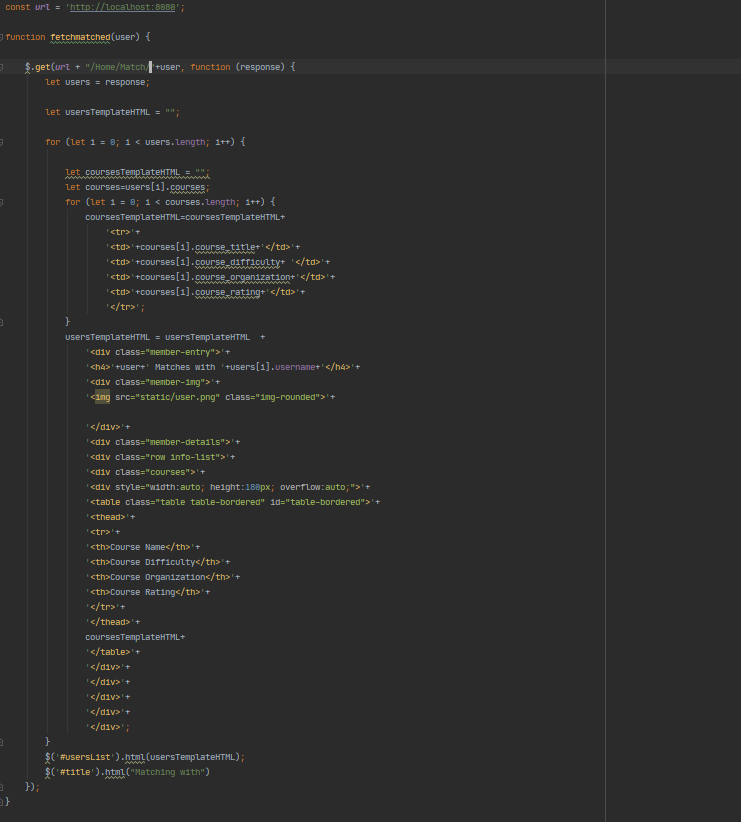 const url = 'http://localhost:8080';
function fetchmatched(user) {
$.get(url + "/Home/Match/"+user, function (response) {
let users = response;
let usersTemplateHTML = "";
for (let i = 0; i < users.length; i++) {
let coursesTemplateHTML = "";
let courses=users[i].courses;
for (let i = 0; i < courses.length; i++) {
coursesTemplateHTML=coursesTemplateHTML+
'<tr>'+
'<td>'+courses[i].course_title+'</td>'+
'<td>'+courses[i].course_difficulty+ '</td>'+
'<td>'+courses[i].course_organization+'</td>'+
'<td>'+courses[i].course_rating+'</td>'+
'</tr>';
}
usersTemplateHTML = usersTemplateHTML  +
'<div class="member-entry">'+
'<h4>'+user+' Matches with '+users[i].username+'</h4>'+
'<div class="member-img">'+
'<img src="static/user.png" class="img-rounded">'+
'</div>'+
'<div class="member-details">'+
'<div class="row info-list">'+
'<div class="courses">'+
'<div style="width:auto; height:180px; overflow:auto;">'+
'<table class="table table-bordered" id="table-bordered">'+
'<thead>'+
'<tr>'+
'<th>Course Name</th>'+
'<th>Course Difficulty</th>'+
'<th>Course Organization</th>'+
'<th>Course Rating</th>'+
'</tr>'+
'</thead>'+
coursesTemplateHTML+
'</table>'+
'</div>'+
'</div>'+
'</div>'+
'</div>'+
'</div>';
}
$('#usersList').html(usersTemplateHTML);
$('#title').html("Matching with")
});
}